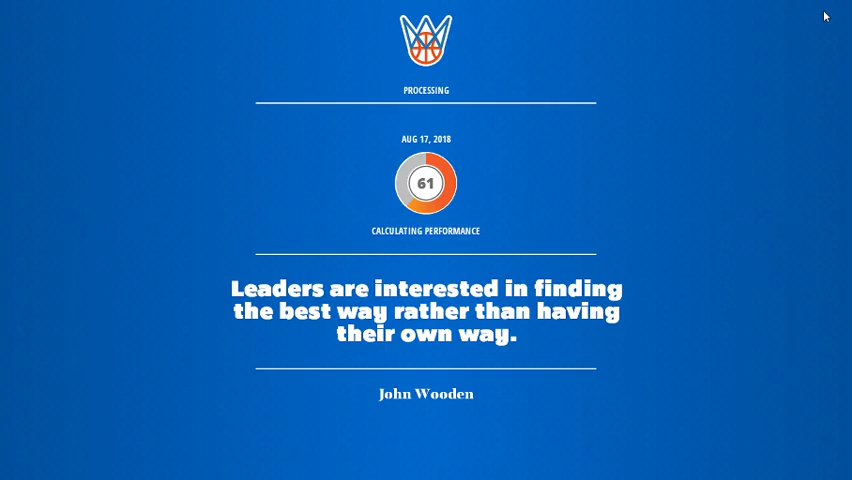 PROCESSING
AUG 17, 2018
61
CALCULATING PERFORMANCE
Leaders are interested in finding
the best way rather than having
their own way.
John Wooden